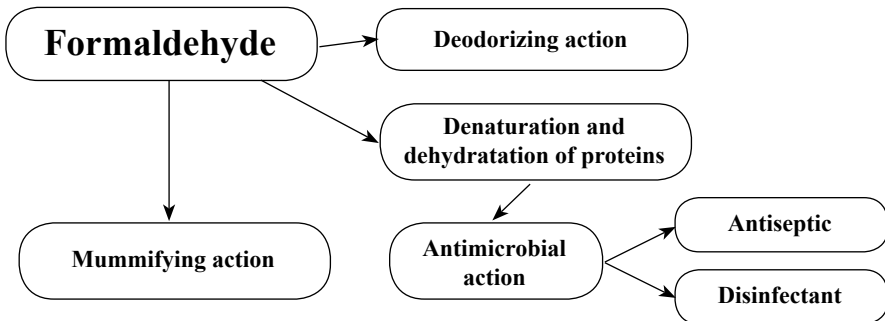 Formaldehyde
Deodorizing action
Denaturation and
dehydratation of proteins
Mummifying action
Antimicrobial
action
Antiseptic
Disinfectant